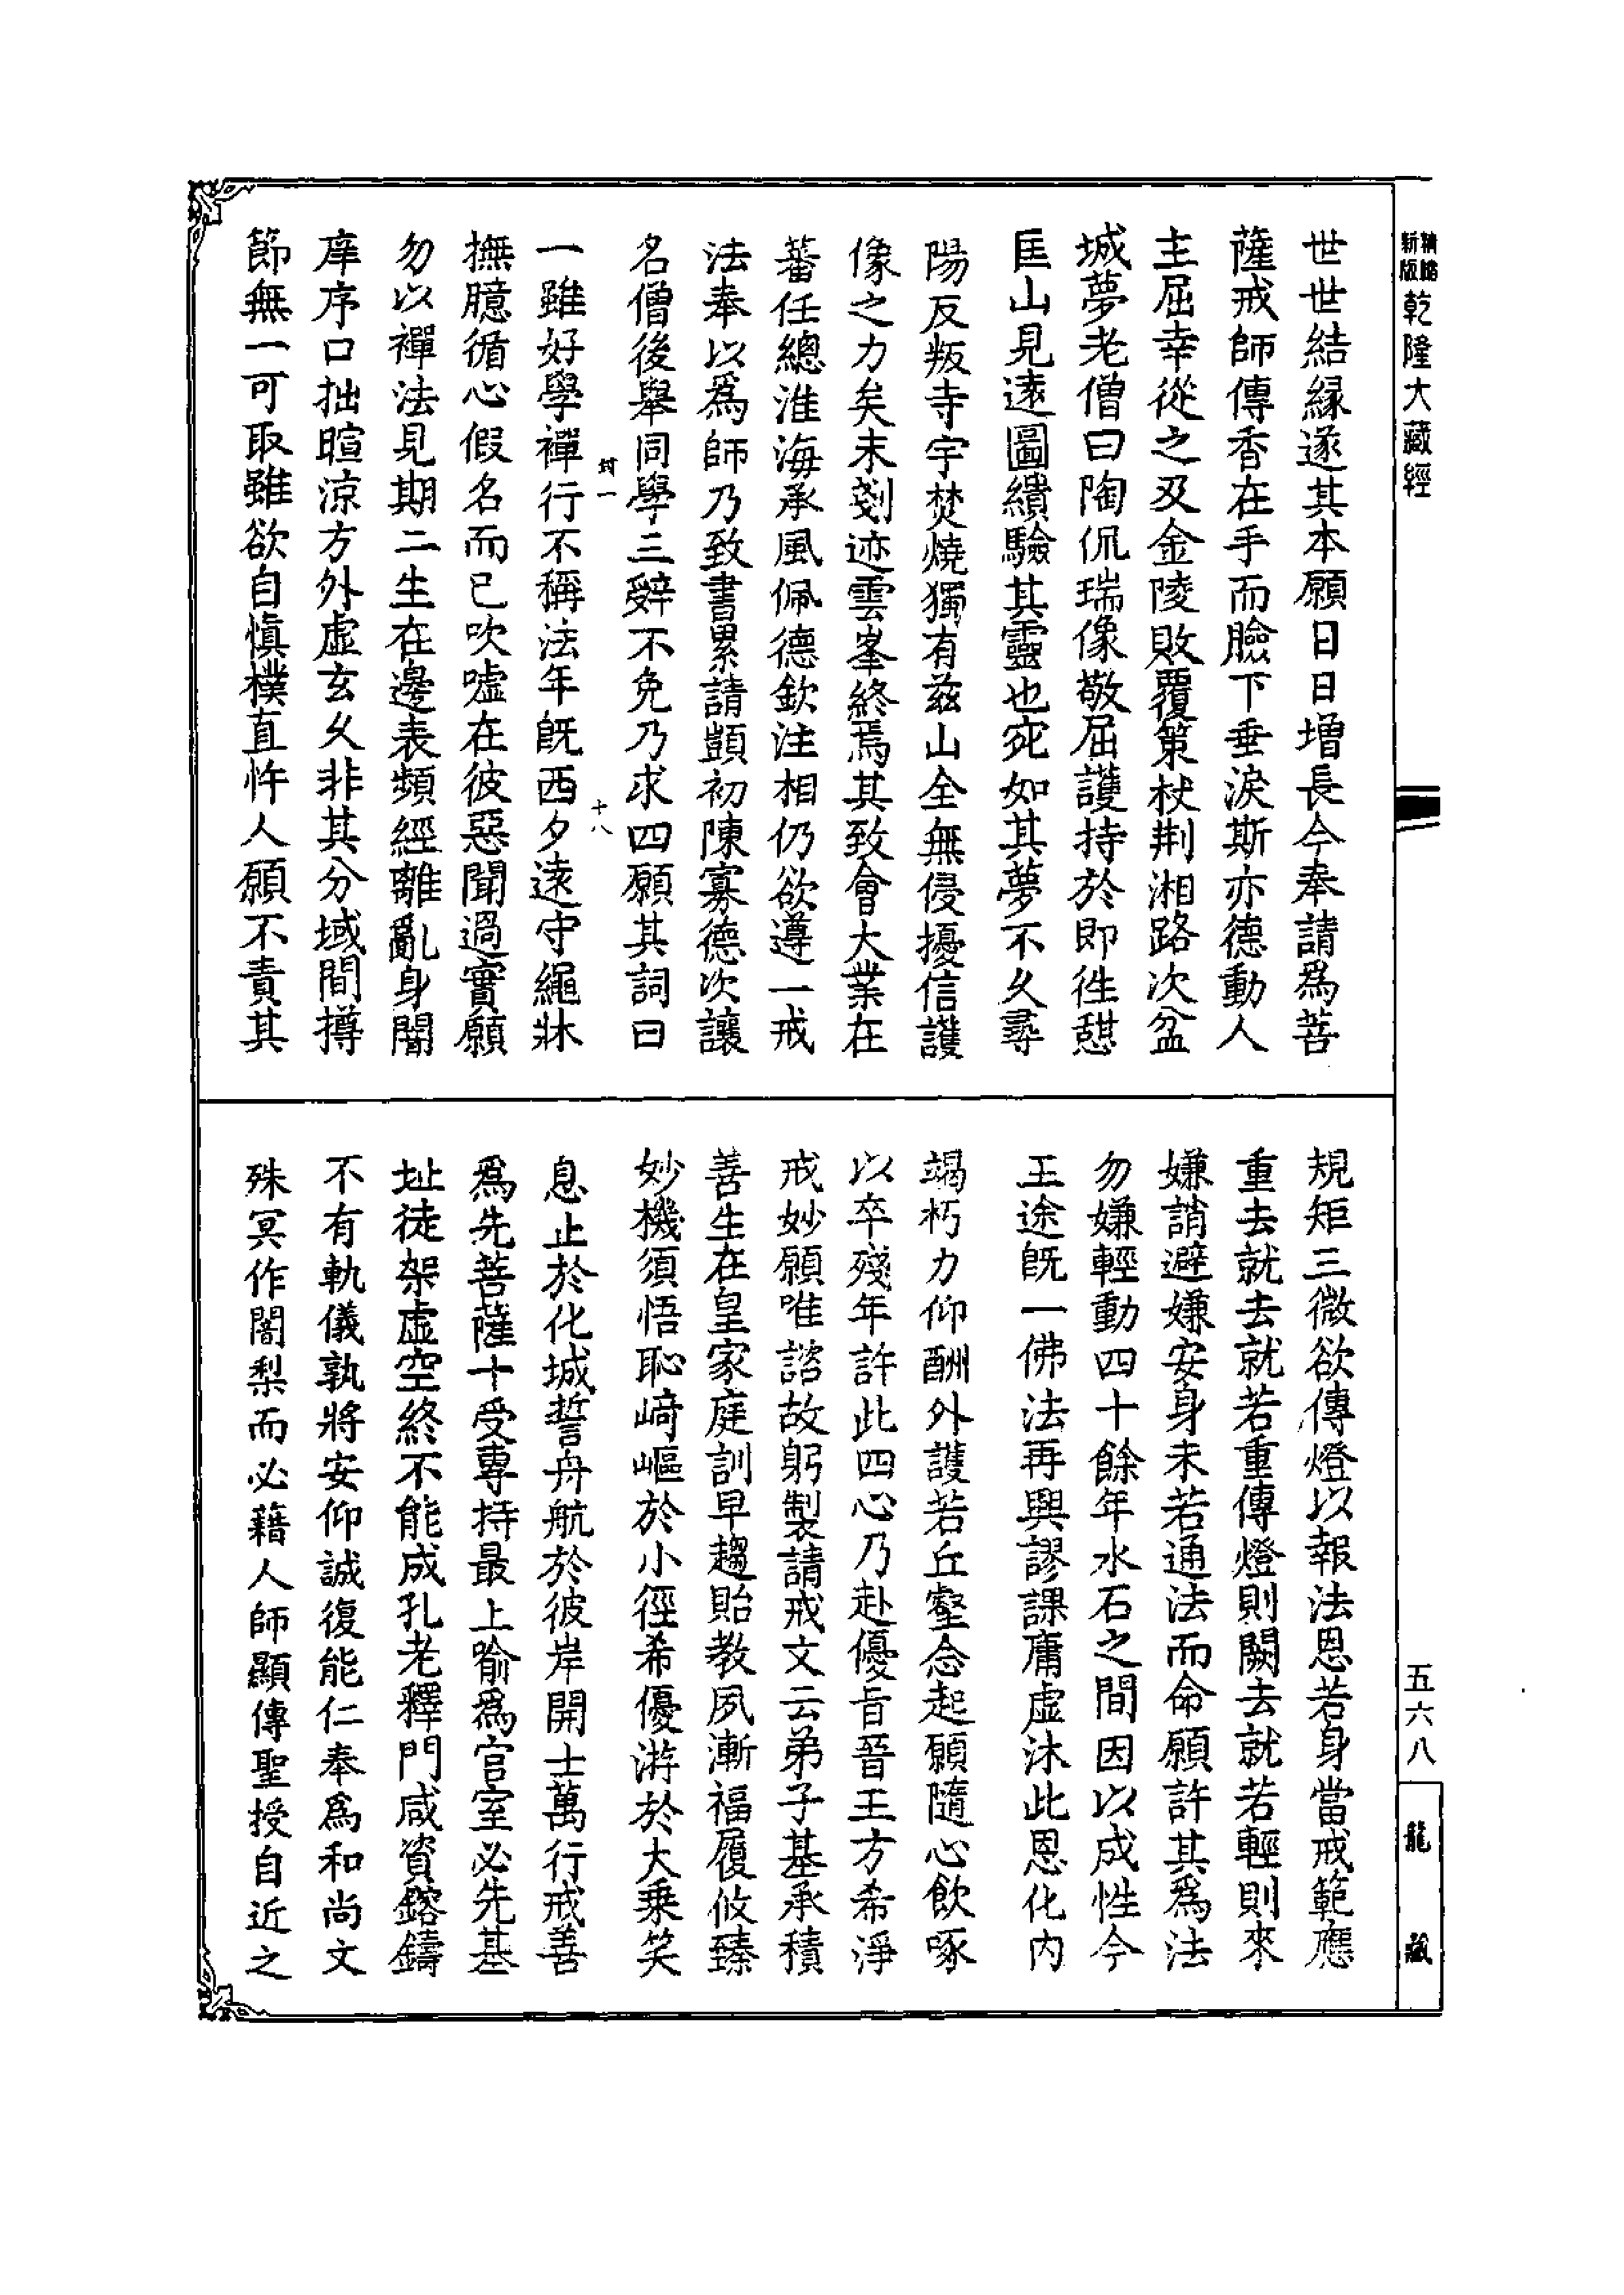 精縮
新版
乾隆大藏經
世世結緣遂其本願日日增長今奉請爲菩
薩戒師傳香在手而臉下垂淚斯亦德動人
主屈幸從之及金陵敗覆策杖荆湘路次盆
城夢老僧曰陶侃瑞像敬屈護持於即徃憇
匡山見遠圖繢驗其靈也宛如其夢不久尋
陽反叛寺宇焚燒獨有茲山全無侵擾信護
像之力矣末剗迹雲峯終焉其致會大業在
蕃任總淮海承風佩德欽注相仍欲遵一戒
法奉以爲師乃致書累請顗初陳寡德次讓
名僧後舉同學三辭不免乃求四願其詞曰
一雖好學禪行不稱法年旣西夕遠守繩牀
撫臆循心假名而已吹噓在彼惡聞過實願
勿以禪法見期二生在邊表頻經離亂身闇
庠序口拙暄涼方外虛玄久非其分域間撙
節無一可取雖欲自愼樸直忤人願不責其
封一
十八
規矩三微欲傳燈以報法恩若身當戒範應
重去就去就若重傳燈則闕去就若輕則來
嫌誚避嫌安身未若通法而命願許其爲法
勿嫌輕動四十餘年水石之間因以成性今
王途旣一佛法再興謬課庸虛沐此恩化内
竭朽力仰酬外護若丘壑念起願隨心飲啄
以卒殘年許此四心乃赴優旨晉王方希淨
戒妙願唯諮故躬製請戒文云弟子基承積
善生在皇家庭訓早趨貽教夙漸福履攸臻
妙機須悟恥崎嶇於小徑希優游於大乘笑
息止於化城誓舟航於彼岸開士萬行戒善
爲先菩薩十受專持最上喻爲宫室必先基
址徒架虛空終不能成孔老釋門咸資鎔鑄
不有軌儀孰將安仰誠復能仁奉爲和尚文
殊冥作闍梨而必藉人師顯傳聖授自近之
五六八
龍藏